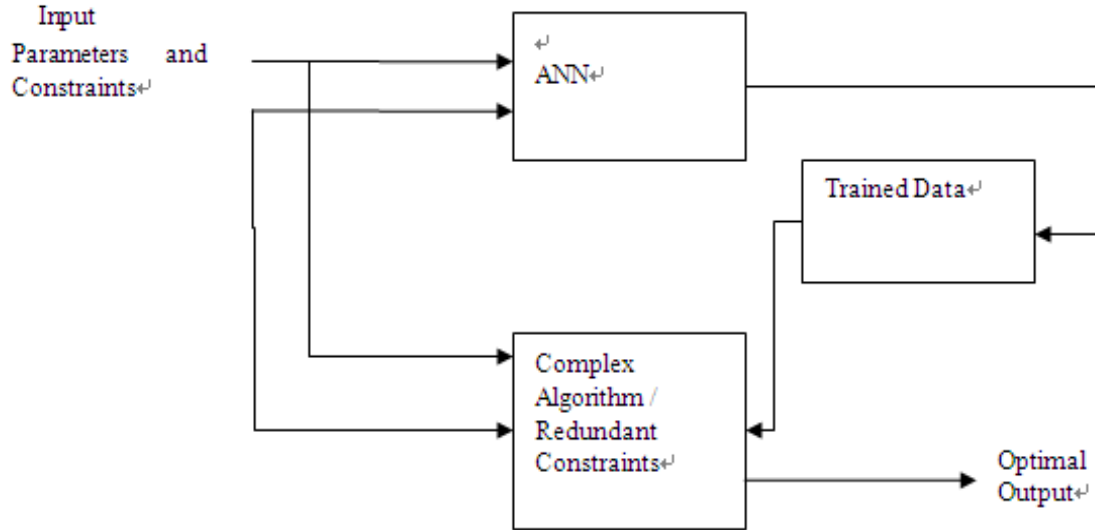 Input
Parameters and
Constraints↵
↵
ANN↵
Trained Data↵
Complex
Algorithm /
Redundant
Constraints↵
Optimal
Output↵